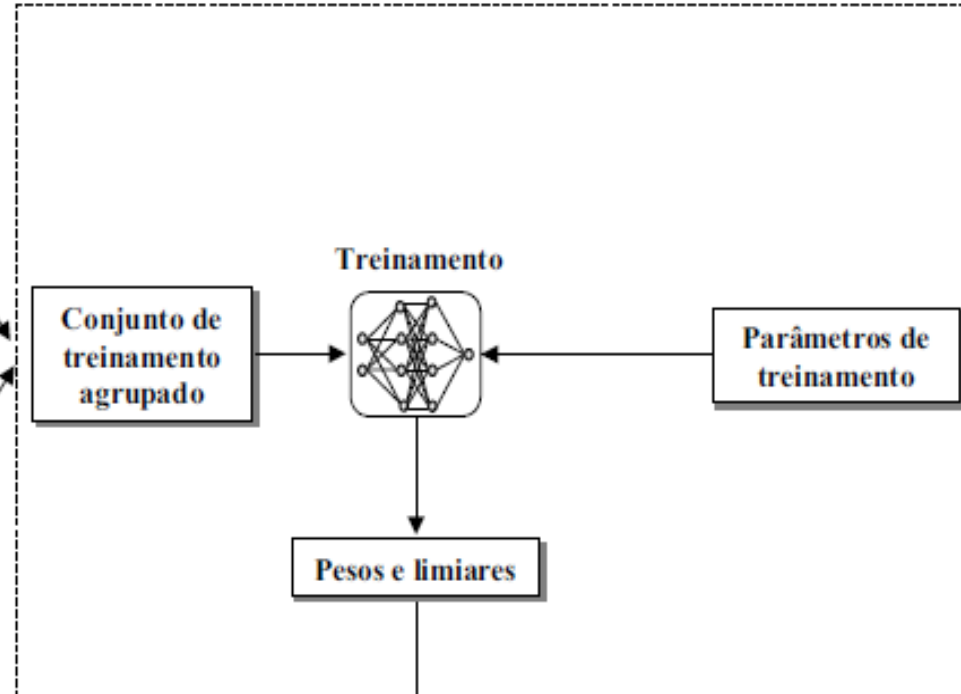 Treinamento
Conjunto de
treinamento
agrupado
Parâmetros de
treinamento
Pesos e limiares